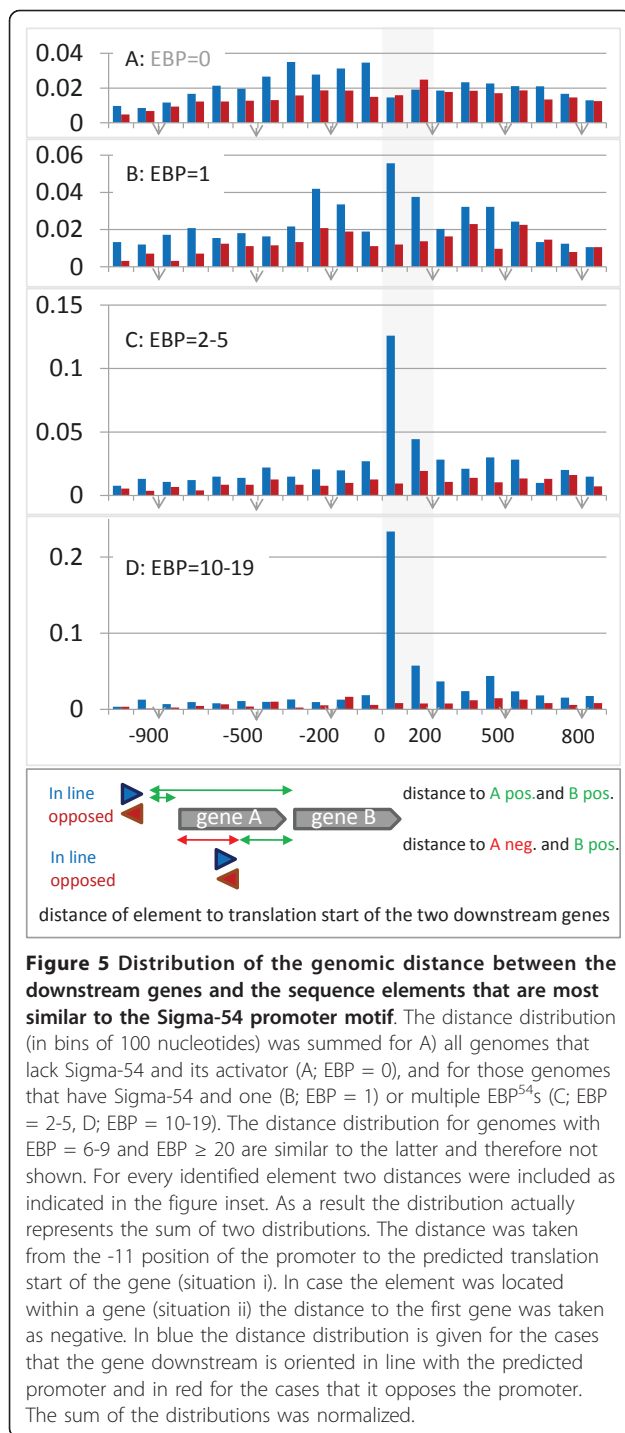 0.04
A: EBP=0
0.02
0
0.06
B: EBP=1
0.04
0.02
0
0.15
C: EBP=2-5
0.1
0.05
0
0.2
D: EBP=10-19
0.1
0
-900 -500 -200 0 200 500 800
In line
opposed
gene A
gene B
distance to A pos.and B pos.
distance to A neg. and B pos.
In line
opposed
distance of element to translation start of the two downstream genes
Figure 5 Distribution of the genomic distance between the
downstream genes and the sequence elements that are most
similar to the Sigma-54 promoter motif. The distance distribution
(in bins of 100 nucleotides) was summed for A) all genomes that
lack Sigma-54 and its activator (A; EBP = 0), and for those genomes
that have Sigma-54 and one (B; EBP = 1) or multiple EBP⁵⁴s (C; EBP
= 2-5, D; EBP = 10-19). The distance distribution for genomes with
EBP = 6-9 and EBP ≥ 20 are similar to the latter and therefore not
shown. For every identified element two distances were included as
indicated in the figure inset. As a result the distribution actually
represents the sum of two distributions. The distance was taken
from the -11 position of the promoter to the predicted translation
start of the gene (situation i). In case the element was located
within a gene (situation ii) the distance to the first gene was taken
as negative. In blue the distance distribution is given for the cases
that the gene downstream is oriented in line with the predicted
promoter and in red for the cases that it opposes the promoter.
The sum of the distributions was normalized.